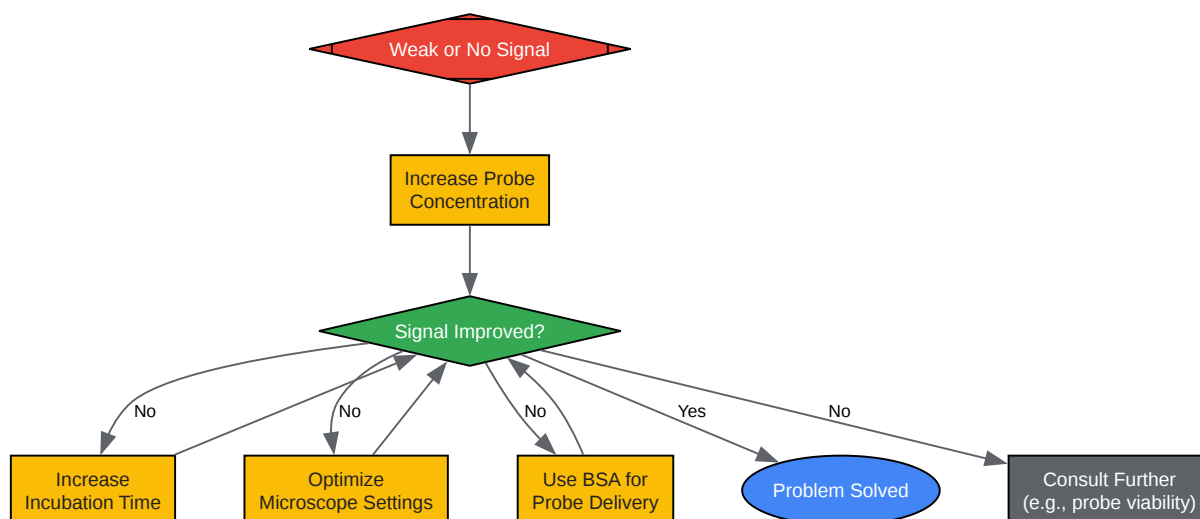 Weak or No Signal
Increase Probe
Concentration
Signal Improved?
No
No
No
Yes
No
Increase
Incubation Time
Optimize
Microscope Settings
Use BSA for
Probe Delivery
Problem Solved
Consult Further
(e.g., probe viability)